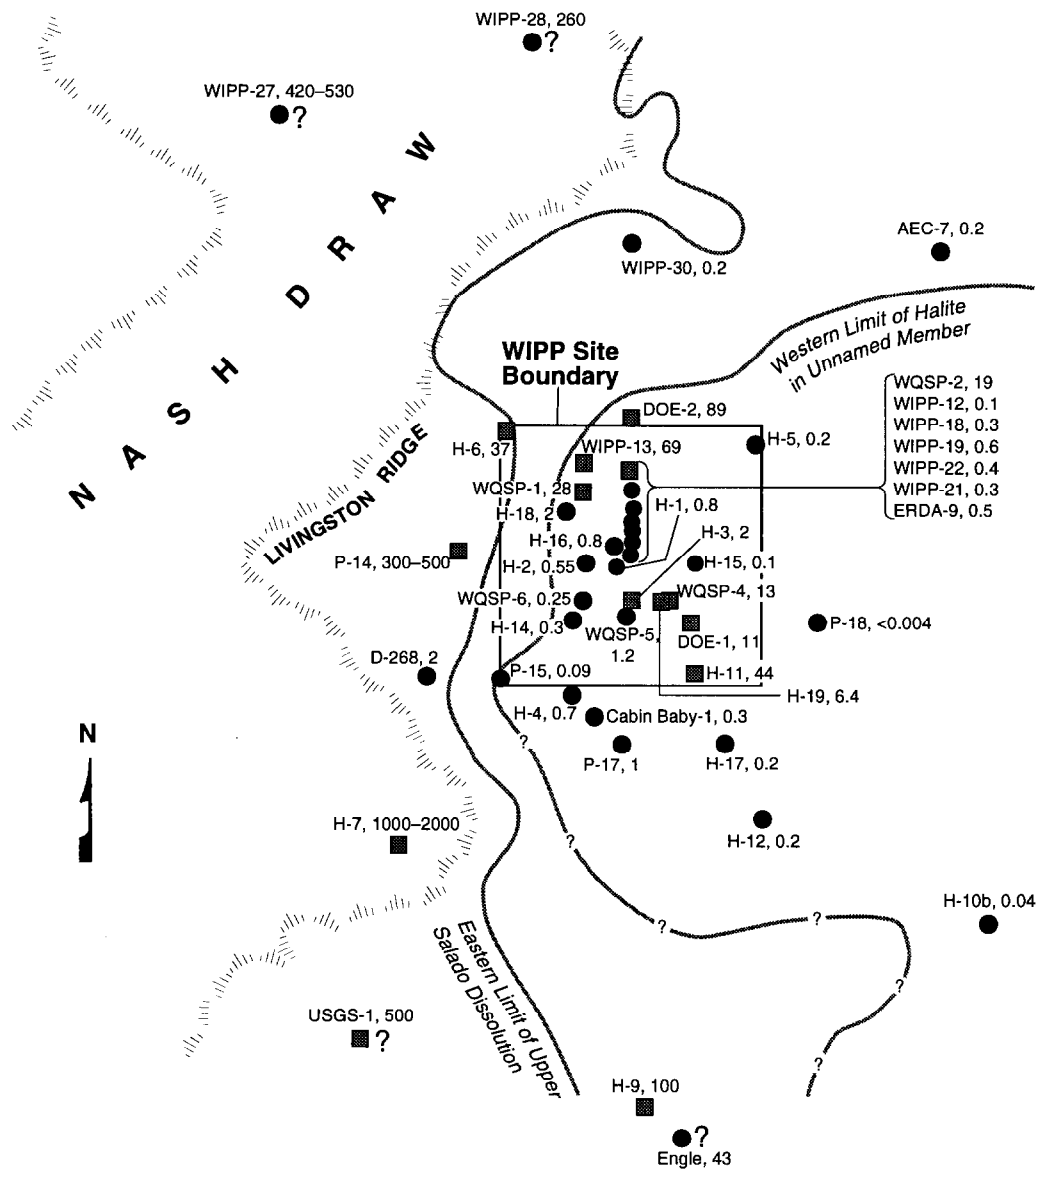 WIPP-28, 260
?
WIPP-27, 420–530
?
NASH DRAW
AEC-7, 0.2
WIPP-30, 0.2
Western Limit of Halite
in Unnamed Member
WIPP Site
Boundary
LIVINGSTON RIDGE
DOE-2, 89
H-6, 37
WIPP-13, 69
H-5, 0.2
WQSP-2, 19
WIPP-12, 0.1
WIPP-18, 0.3
WIPP-19, 0.6
WIPP-22, 0.4
WIPP-21, 0.3
ERDA-9, 0.5
WQSP-1, 28
H-18, 2
H-1, 0.8
H-16, 0.8
H-3, 2
P-14, 300–500
H-2, 0.55
H-15, 0.1
WQSP-6, 0.25
WQSP-4, 13
H-14, 0.3
WQSP-5,
1.2
DOE-1, 11
P-18, <0.004
D-268, 2
P-15, 0.09
H-11, 44
H-19, 6.4
H-4, 0.7
Cabin Baby-1, 0.3
N
?
P-17, 1
H-17, 0.2
H-7, 1000–2000
?
H-12, 0.2
H-10b, 0.04
?
?
Eastern Limit of Upper
Salado Dissolution
?
USGS-1, 500
?
?
H-9, 100
?
Engle, 43